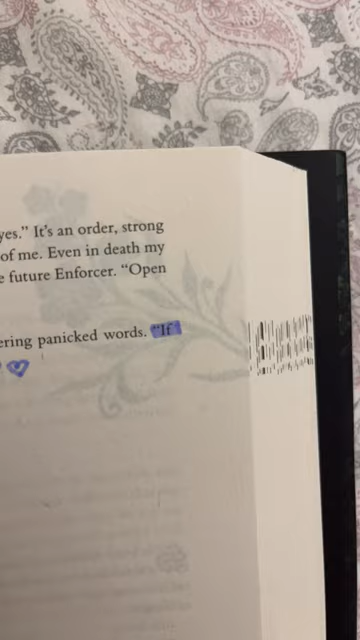 yes.” It’s an order, strong
of me. Even in death my
e future Enforcer. “Open
ering panicked words. “If